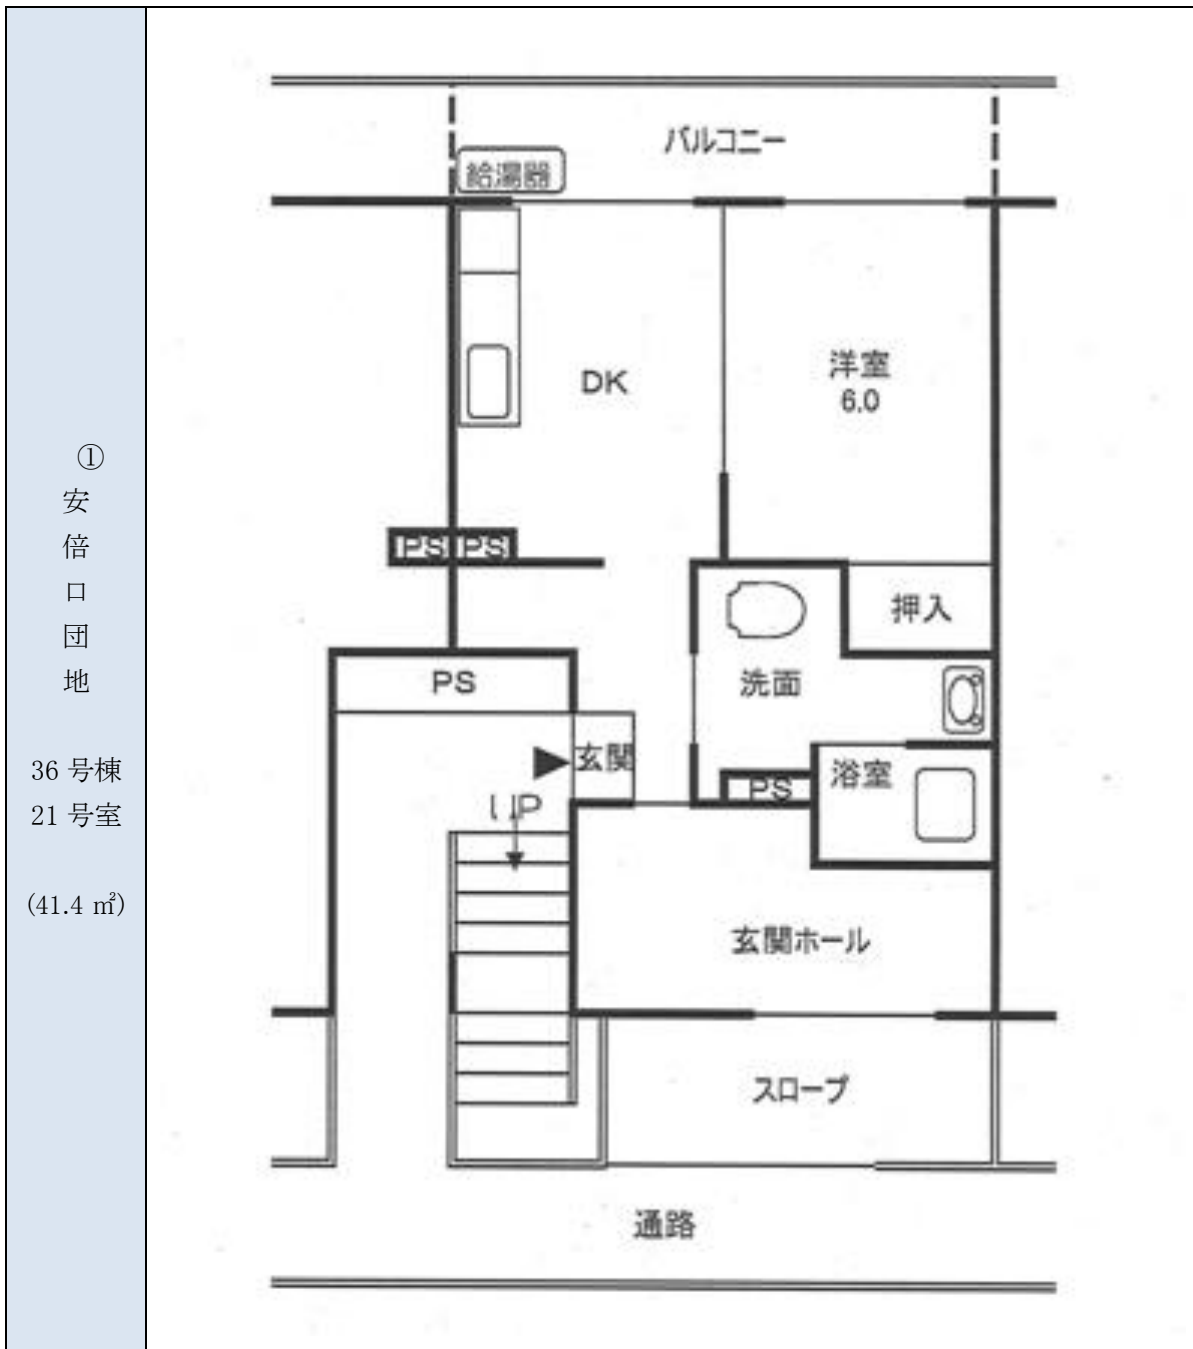 ①
安
倍
口
団
地
36 号棟
21 号室
(41.4 ㎡)
バルコニー
給湯器
DK
洋室
6.0
PS PS
押入
PS
洗面
玄関
浴室
PS
UP
玄関ホール
スロープ
通路